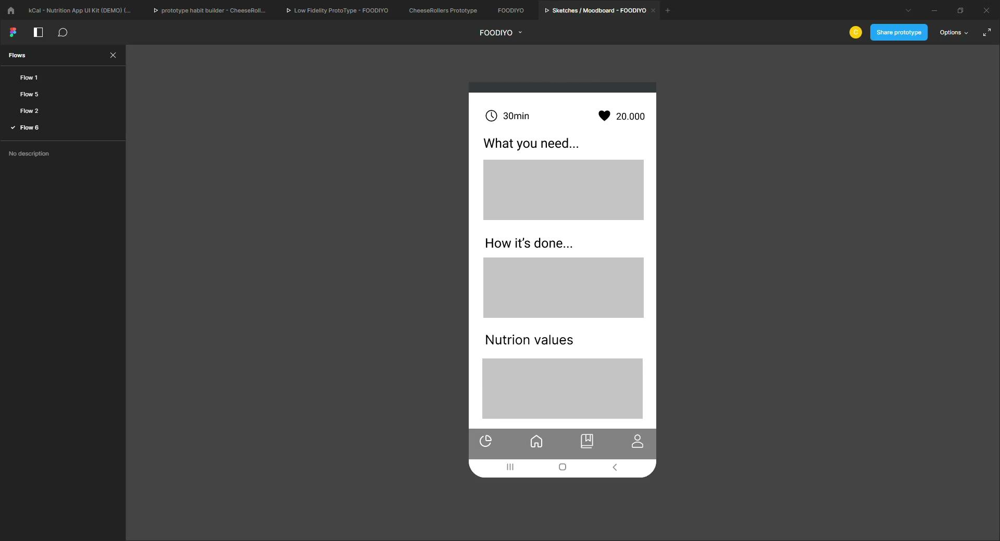 kCal - Nutrition App UI Kit (DEMO) (...
prototype habit builder - CheeseRoll...
Low Fidelity ProtoType - FOODIYO
CheeseRollers Prototype
FOODIYO
Sketches / Moodboard - FOODIYO
FOODIYO
C
Share prototype
Options
Flows
Flow 1
Flow 5
Flow 2
Flow 6
No description
30min
20.000
What you need...
How it's done...
Nutrion values